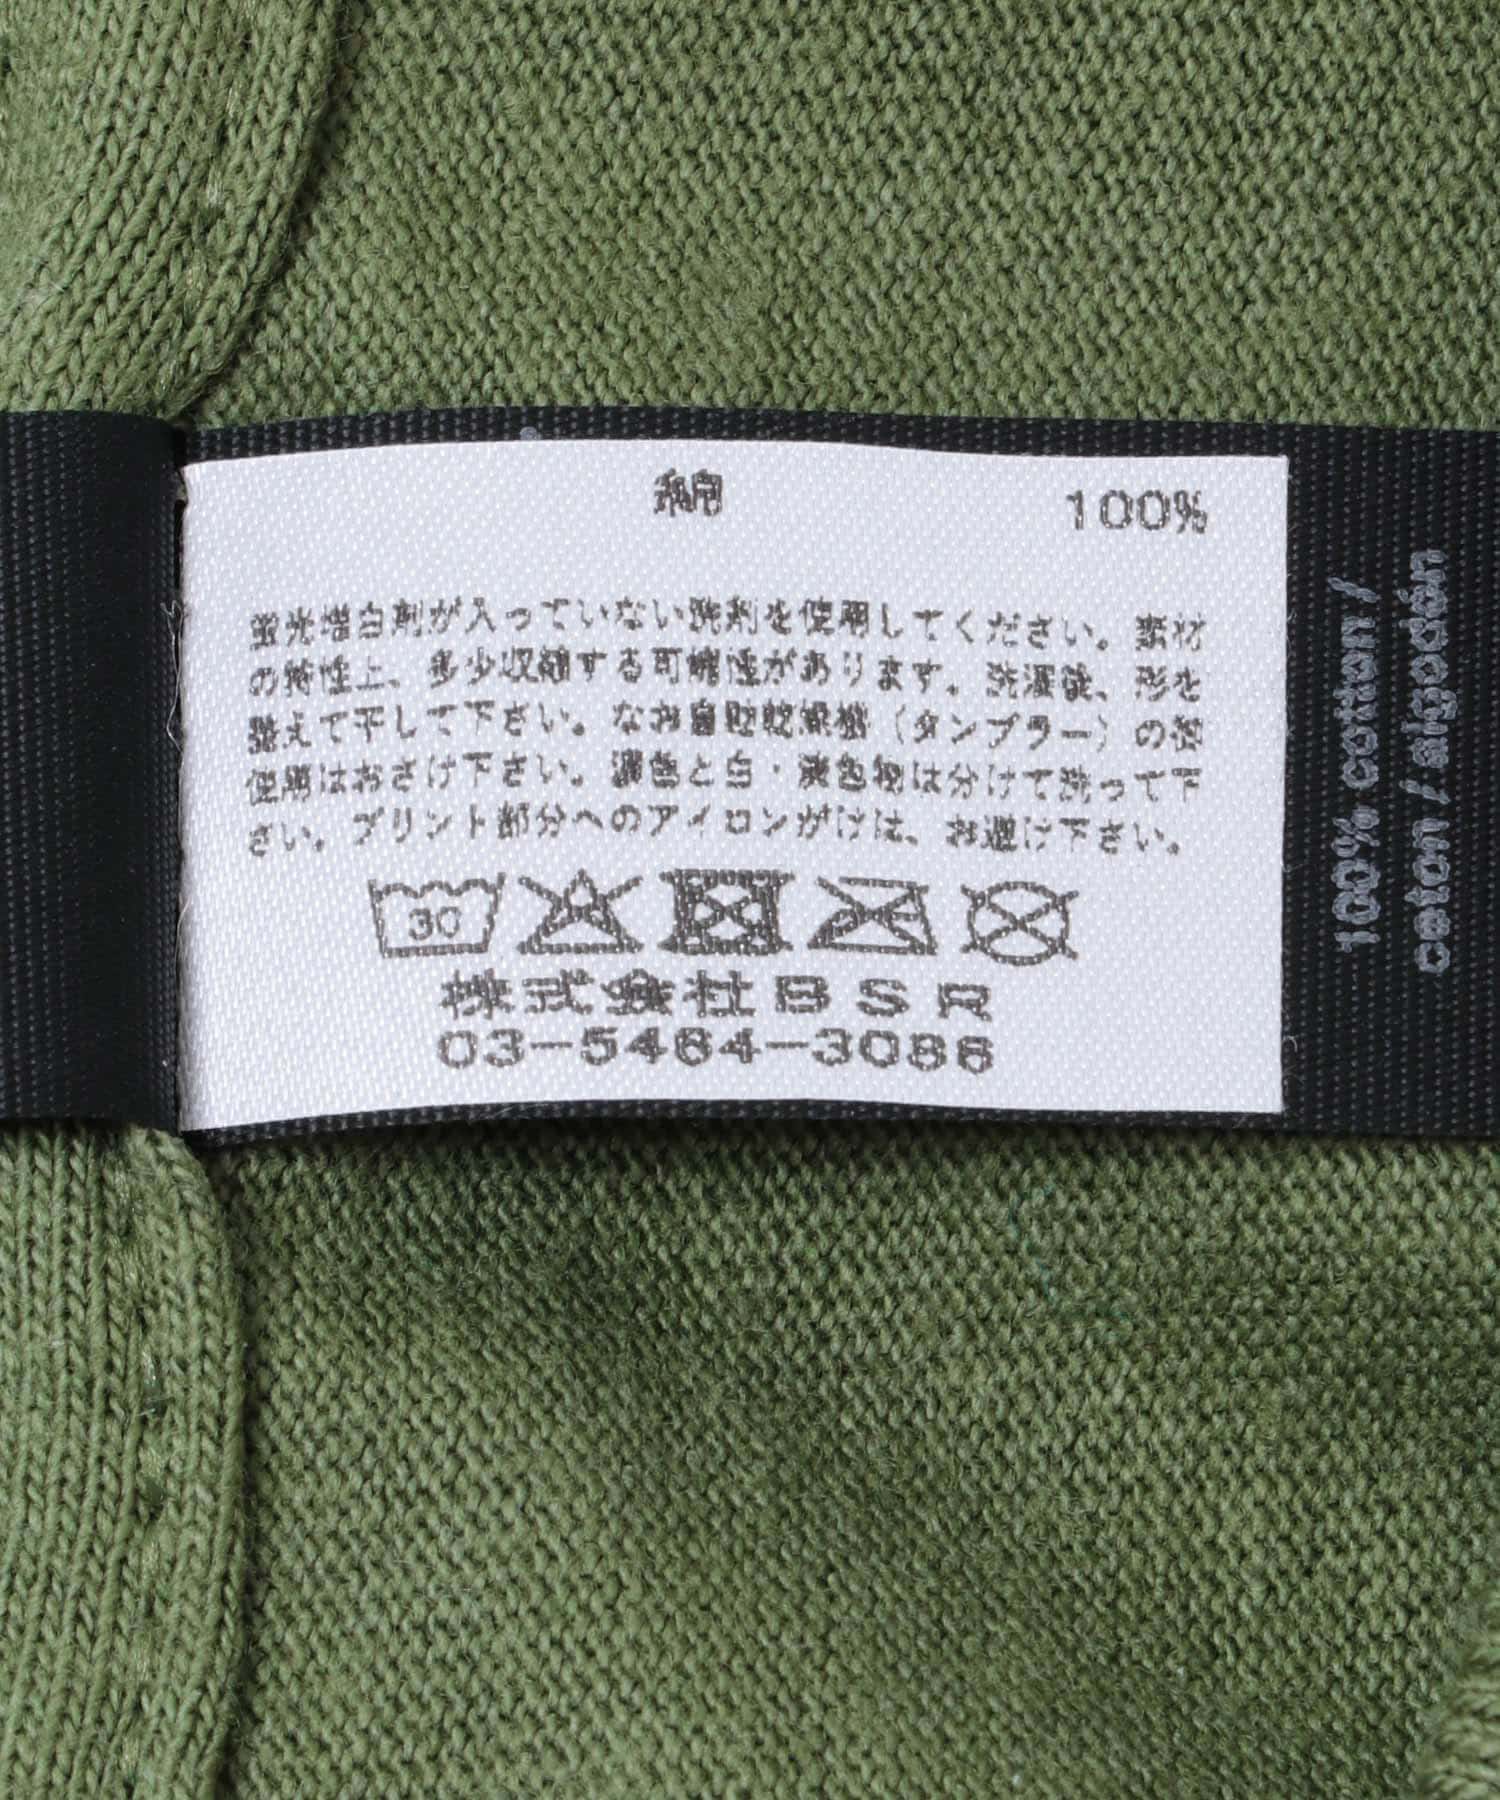 綿 100%
蛍光増白剤が入っていない洗剤を使用してください。素材
の特性上、多少収縮する可能性があります。洗濯後、形を
整えて干して下さい。なお自動乾燥機（タンブラー）の御
使用はおさけ下さい。濃色と白・淡色物は分けて洗って下
さい。プリント部分へのアイロンがけは、お避け下さい。
30
株式会社BSR
03-5464-3086
100% cotton /
coton / algodón